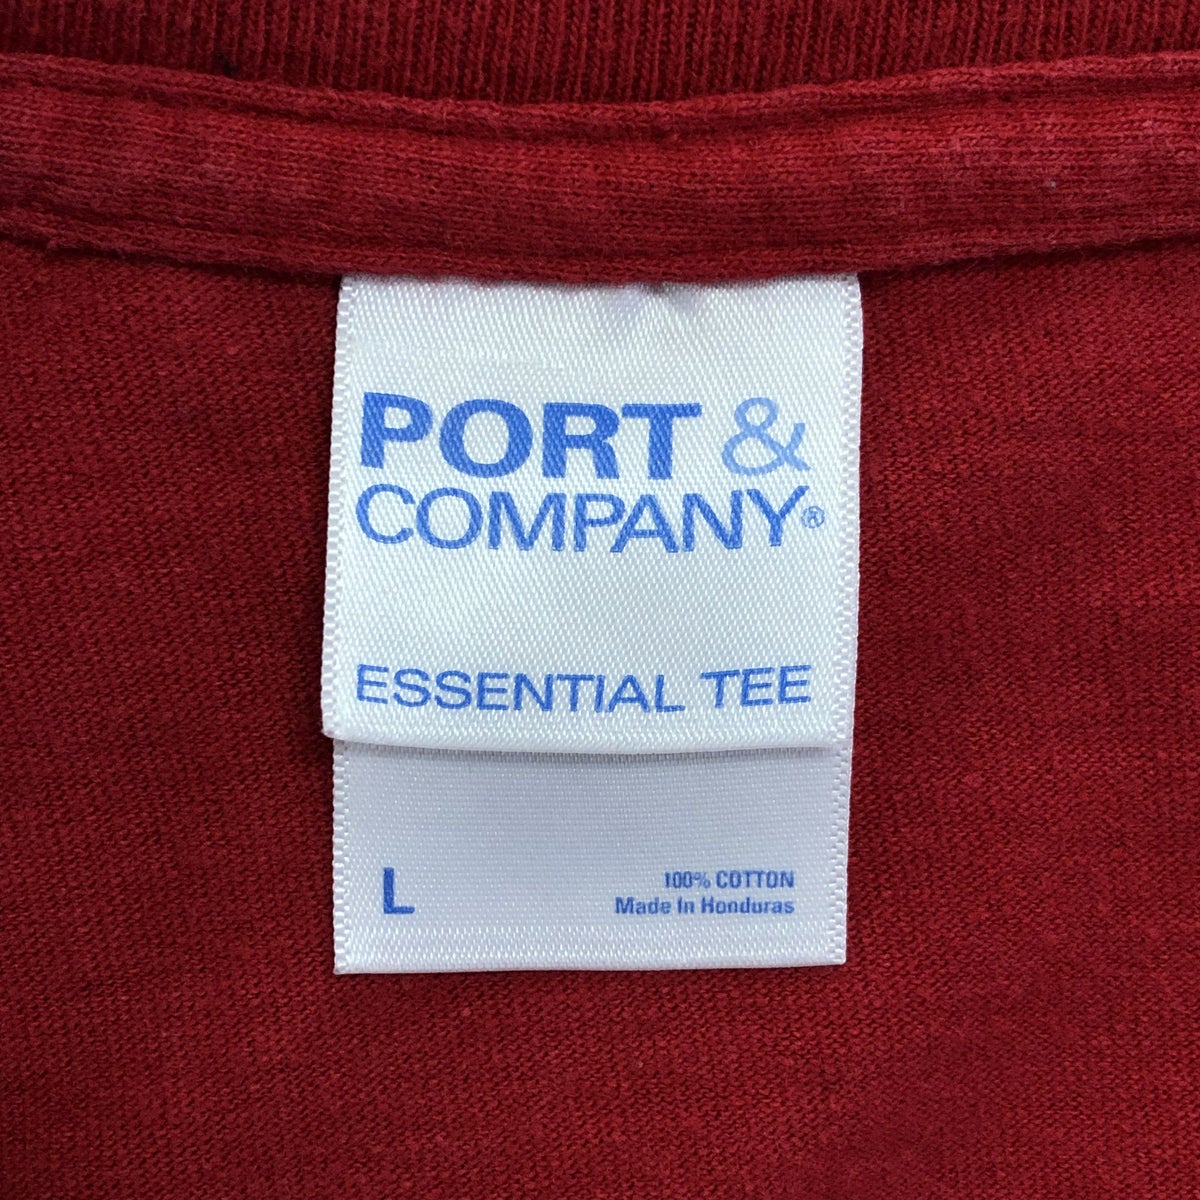 PORT &
COMPANY®
ESSENTIAL TEE
L
100% COTTON
Made In Honduras